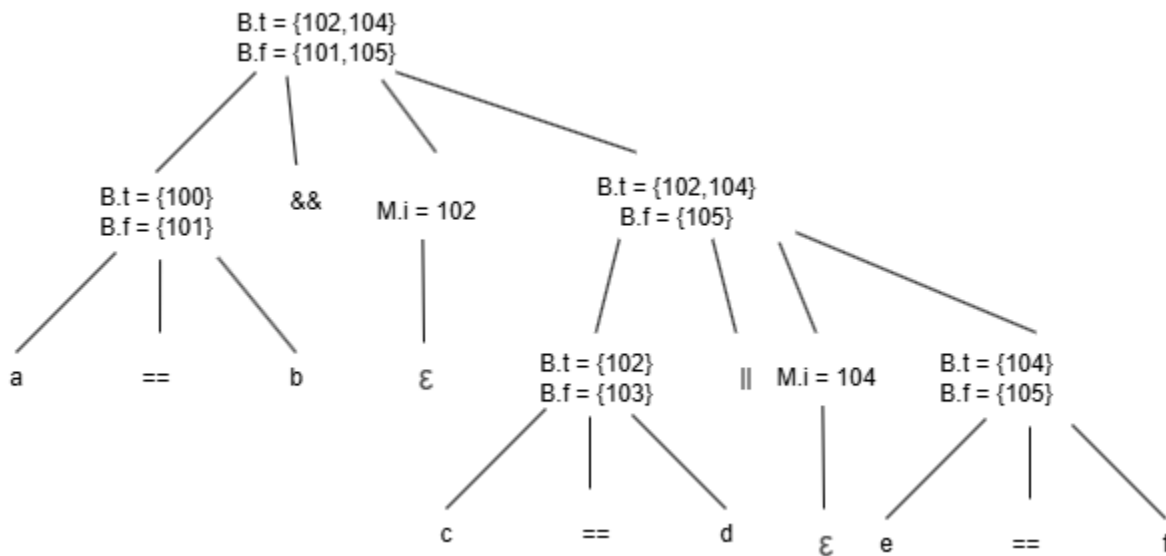 B.t = {102,104}
B.f = {101,105}
B.t = {100}
B.f = {101}
&&
M.i = 102
B.t = {102,104}
B.f = {105}
a
==
b
ε
B.t = {102}
B.f = {103}
||
M.i = 104
B.t = {104}
B.f = {105}
c
==
d
ε
e
==